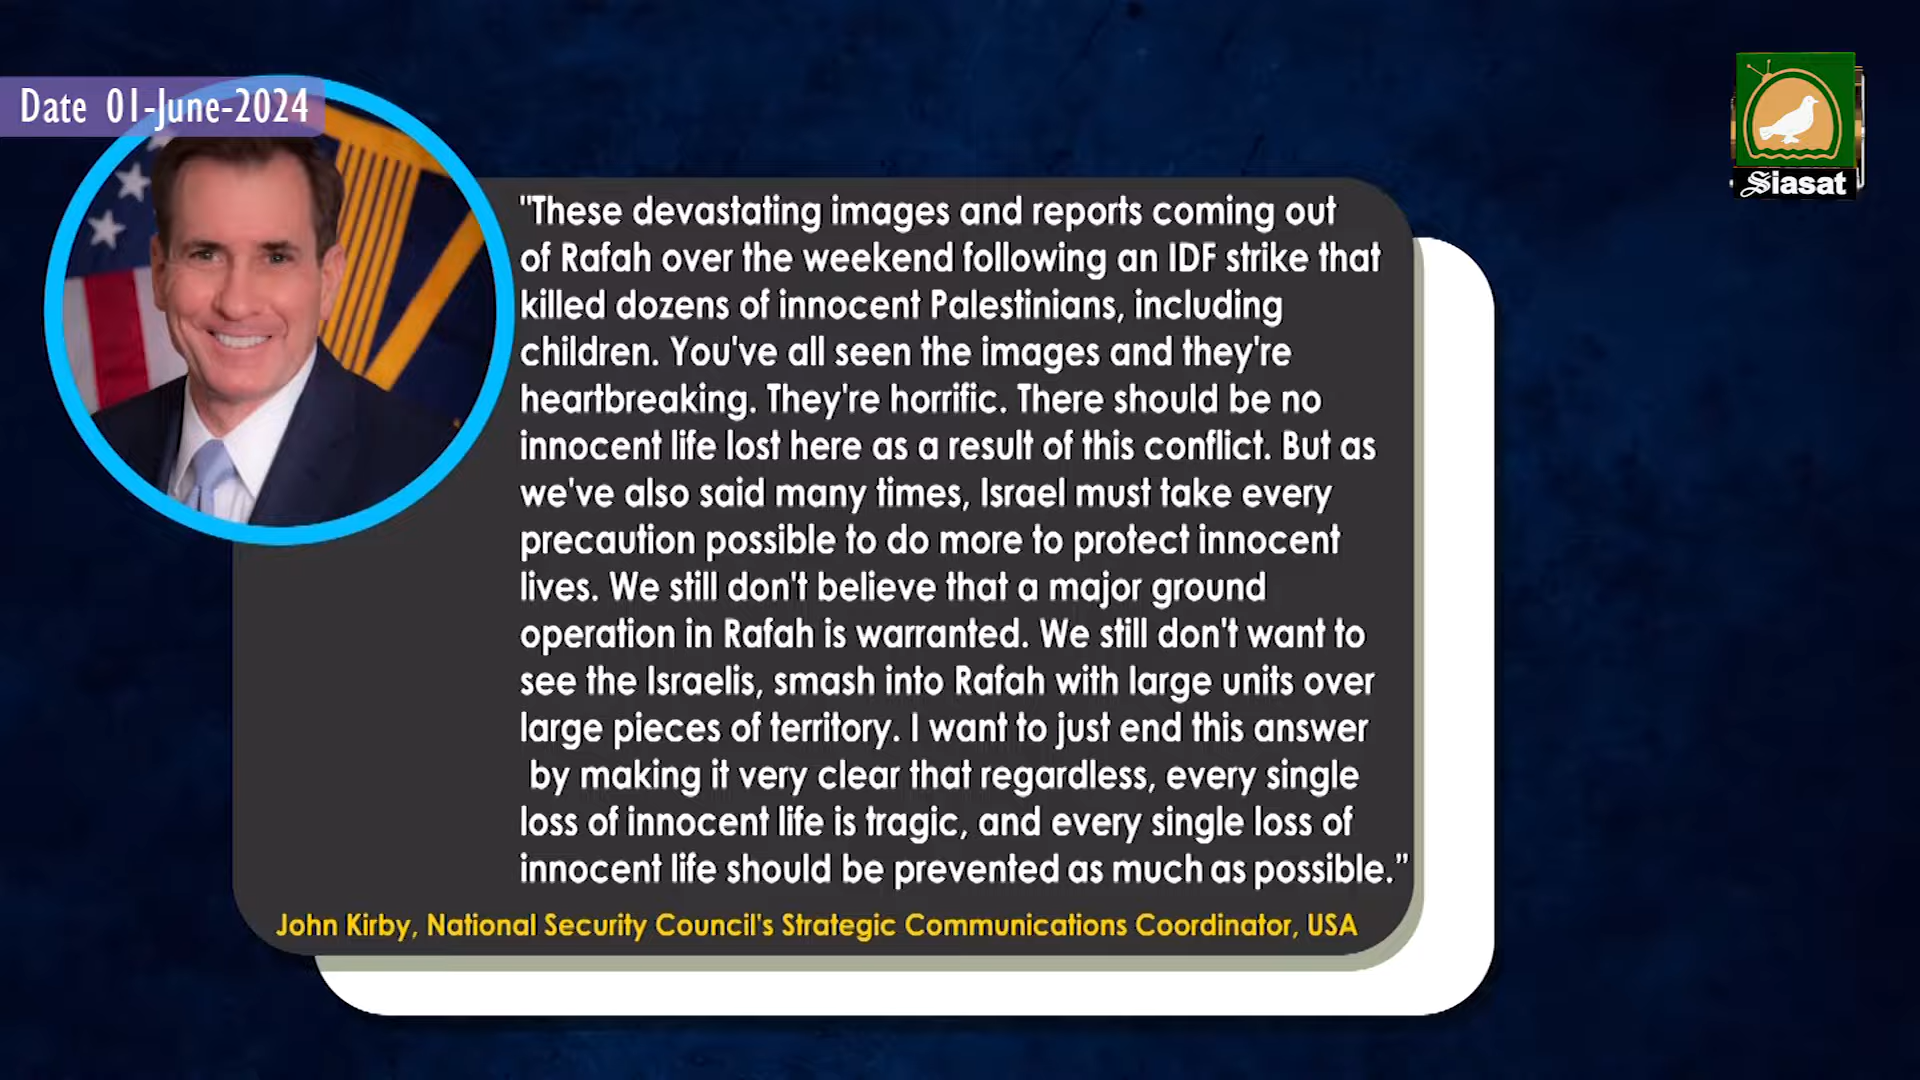 Date 01-June-2024
Siasat
"These devastating images and reports coming out
of Rafah over the weekend following an IDF strike that
killed dozens of innocent Palestinians, including
children. You've all seen the images and they're
heartbreaking. They're horrific. There should be no
innocent life lost here as a result of this conflict. But as
we've also said many times, Israel must take every
precaution possible to do more to protect innocent
lives. We still don't believe that a major ground
operation in Rafah is warranted. We still don't want to
see the Israelis, smash into Rafah with large units over
large pieces of territory. I want to just end this answer
by making it very clear that regardless, every single
loss of innocent life is tragic, and every single loss of
innocent life should be prevented as much as possible.”
John Kirby, National Security Council's Strategic Communications Coordinator, USA